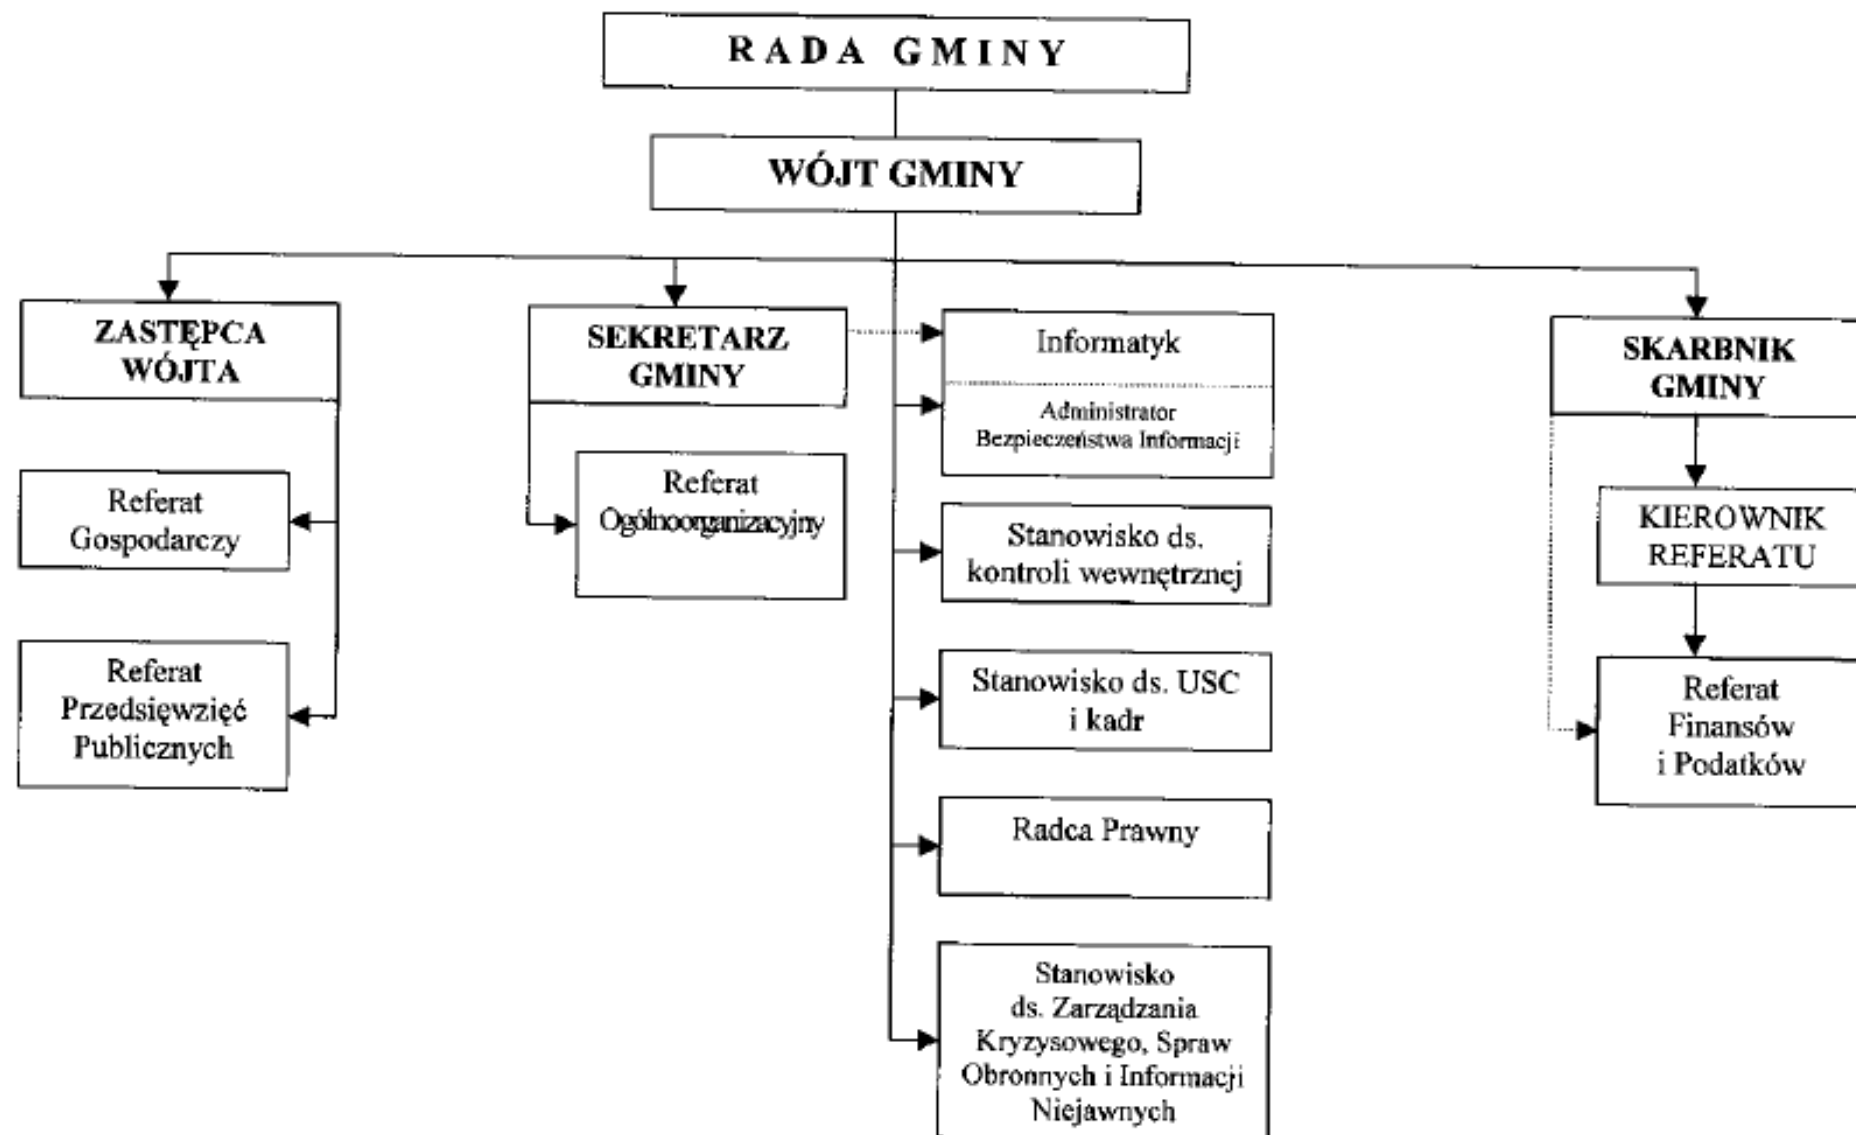 RADA GMINY
WÓJT GMINY
ZASTĘPCA
WÓJTA
Referat
Gospodarczy
Referat
Przedsięwzięć
Publicznych
SEKRETARZ
GMINY
Referat
Ogólnoorganizacyjny
Informatyk
Administrator
Bezpieczeństwa Informacji
Stanowisko ds.
kontroli wewnętrznej
Stanowisko ds. USC
i kadr
Radca Prawny
Stanowisko
ds. Zarządzania
Kryzysowego, Spraw
Obronnych i Informacji
Niejawnych
SKARBNIK
GMINY
KIEROWNIK
REFERATU
Referat
Finansów
i Podatków